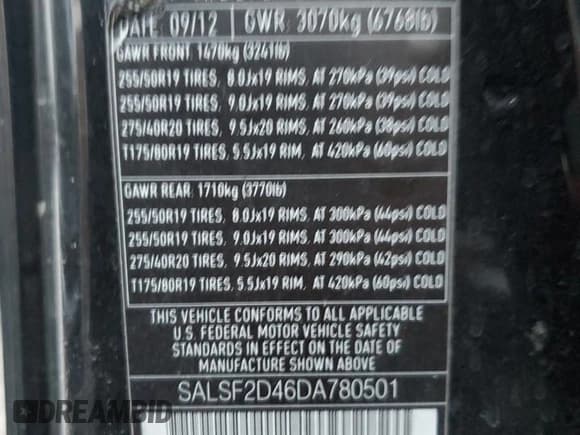 DATE 09/12 GWR 3070kg (6768lb)
GAWR FRONT 1470kg (3241lb)
255/50R19 TIRES, 8.0Jx19 RIMS, AT 270kPa (39psi) COLD
255/50R19 TIRES, 9.0Jx19 RIMS, AT 270kPa (39psi) COLD
275/40R20 TIRES, 9.5Jx20 RIMS, AT 260kPa (38psi) COLD
T175/80R19 TIRES, 5.5Jx19 RIM, AT 420kPa (60psi) COLD
GAWR REAR 1710kg (3770lb)
255/50R19 TIRES, 8.0Jx19 RIMS, AT 300kPa (44psi) COLD
255/50R19 TIRES, 9.0Jx19 RIMS, AT 300kPa (44psi) COLD
275/40R20 TIRES, 9.5Jx20 RIMS, AT 290kPa (42psi) COLD
T175/80R19 TIRES, 5.5Jx19 RIM, AT 420kPa (60psi) COLD
THIS VEHICLE CONFORMS TO ALL APPLICABLE
U.S. FEDERAL MOTOR VEHICLE SAFETY
STANDARDS IN EFFECT ON THE DATE OF
MANUFACTURE SHOWN ABOVE
SALSF2D46DA780501
DREAMBID